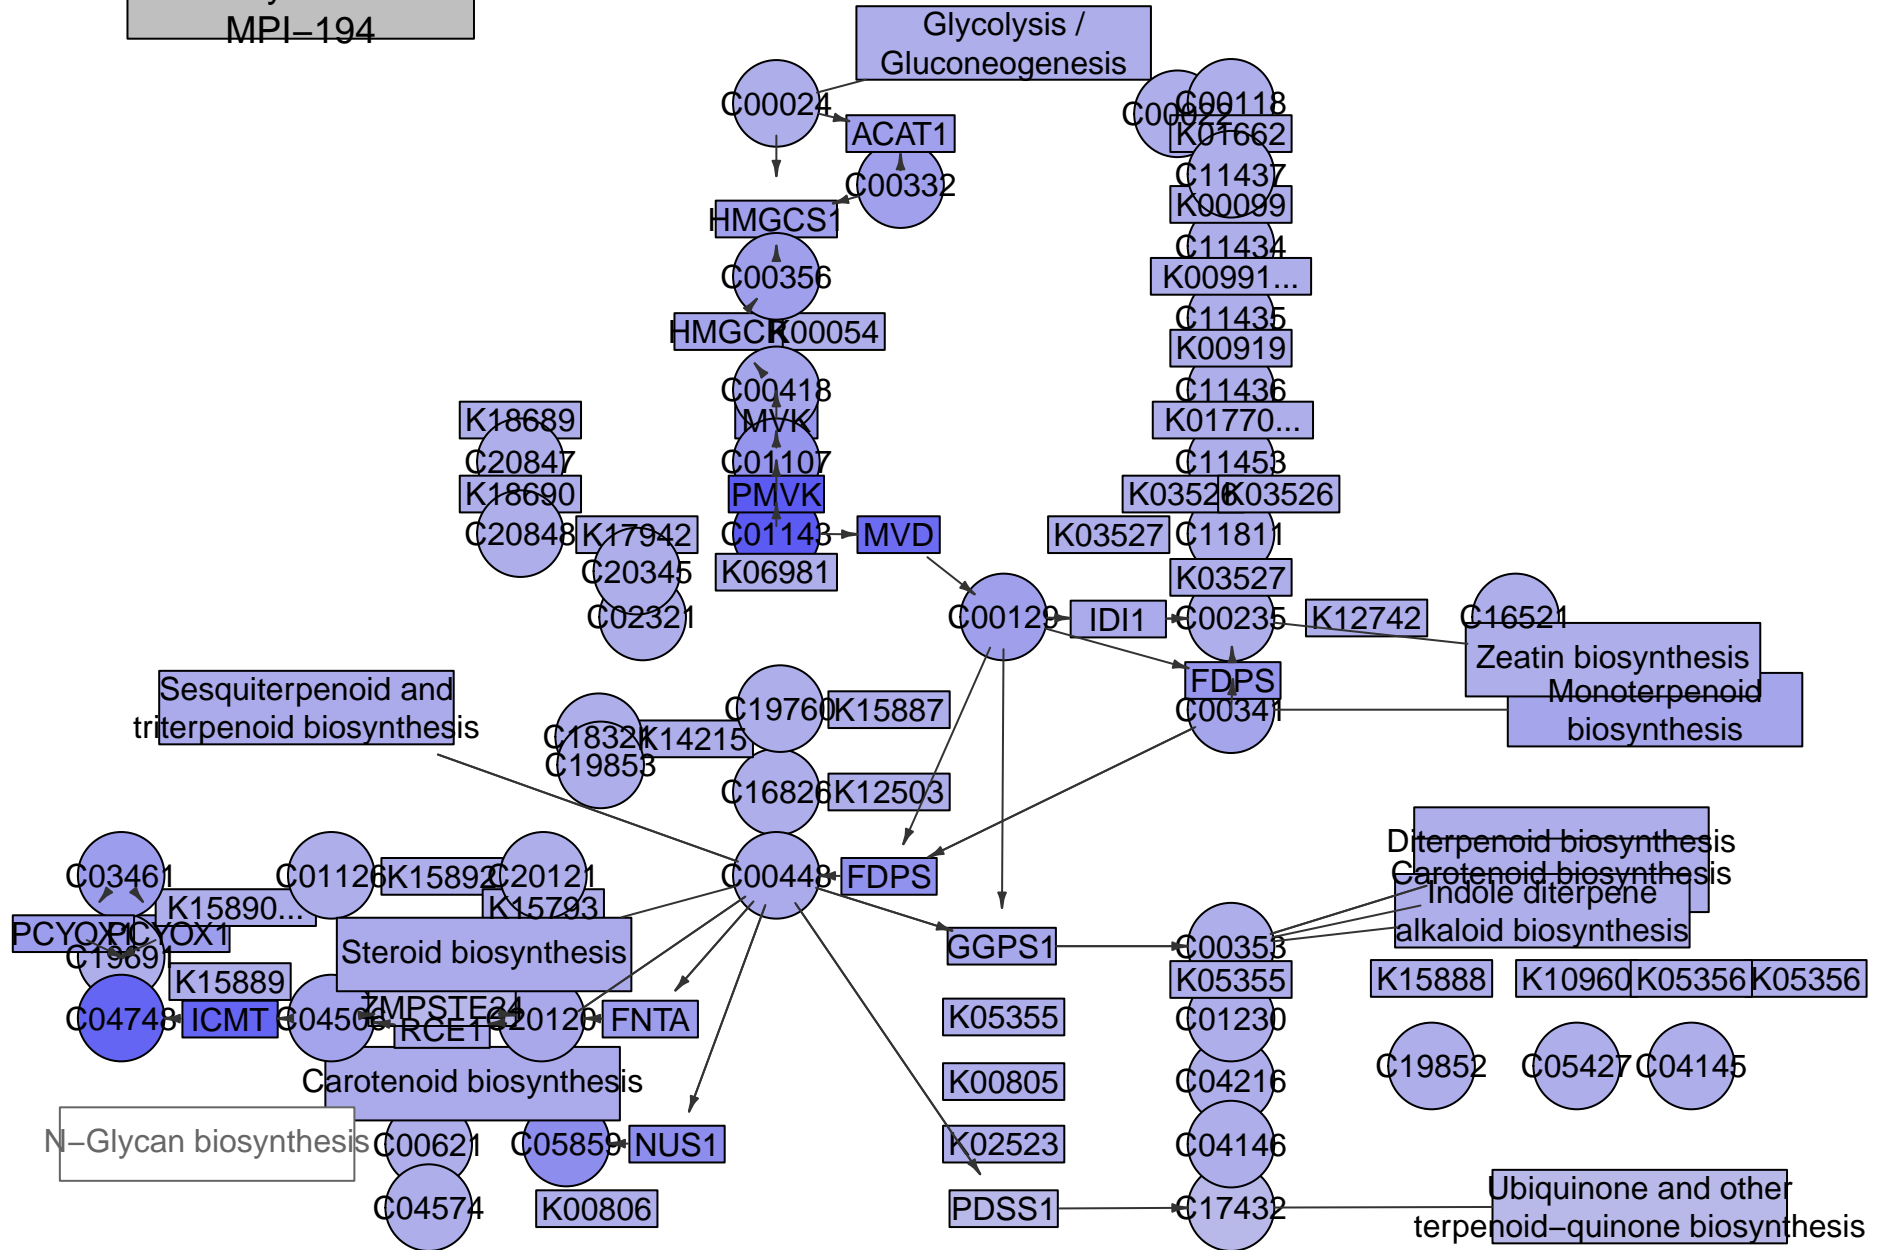 MPI−194
Glycolysis /
Gluconeogenesis
C00024
C00022
C00118
ACAT1
K01662
C00332
C11437
K00099
HMGCS1
C11434
C00356
K00991...
C11435
HMGCR
K00054
K00919
C00418
C11436
K18689
MVK
K01770...
C20847
C01107
C11453
K18690
PMVK
K03526
K03526
C20848
K17942
C01143
MVD
K03527
C11811
C20345
K06981
K03527
C02321
C00129
IDI1
C00235
K12742
C16521
Zeatin biosynthesis
FDPS
Sesquiterpenoid and
triterpenoid biosynthesis
Monoterpenoid
biosynthesis
C19760
K15887
C00341
C18324
K14215
C19853
C16826
K12503
Diterpenoid biosynthesis
Carotenoid biosynthesis
C03461
C01126
K15892
C20121
C00448
FDPS
Indole diterpene
alkaloid biosynthesis
K15890...
K15793
PCYOX1
PCYOX1
C19691
Steroid biosynthesis
GGPS1
C00353
K15889
K05355
K15888
K10960
K05356
K05356
C04748
ICMT
C04506
ZMPSTE24
RCE1
C20120
FNTA
K05355
C01230
Carotenoid biosynthesis
K00805
C04216
C19852
C05427
C04145
N−Glycan biosynthesis
C00621
C05859
NUS1
K02523
C04146
C04574
K00806
PDSS1
C17432
Ubiquinone and other
terpenoid−quinone biosynthesis